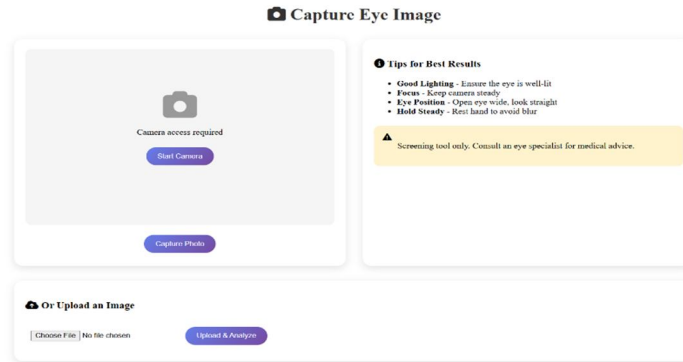 Capture Eye Image
Camera access required
Start Camera
Capture Photo
Tips for Best Results
Good Lighting - Ensure the eye is well-lit
Focus - Keep camera steady
Eye Position - Open eye wide, look straight
Hold Steady - Rest hand to avoid blur
Screening tool only. Consult an eye specialist for medical advice.
Or Upload an Image
Choose File No file chosen
Upload & Analyze